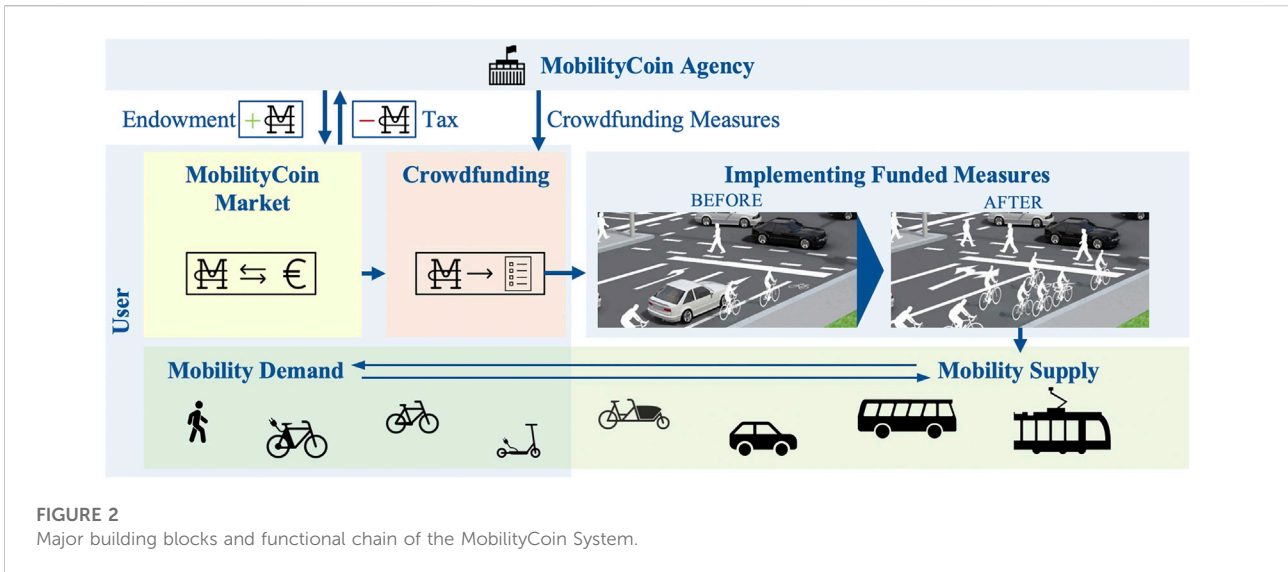 MobilityCoin Agency
Endowment + M
− M Tax
Crowdfunding Measures
User
MobilityCoin
Market
M ⇆ €
Crowdfunding
M →
Implementing Funded Measures
BEFORE
AFTER
Mobility Demand
Mobility Supply
FIGURE 2
Major building blocks and functional chain of the MobilityCoin System.